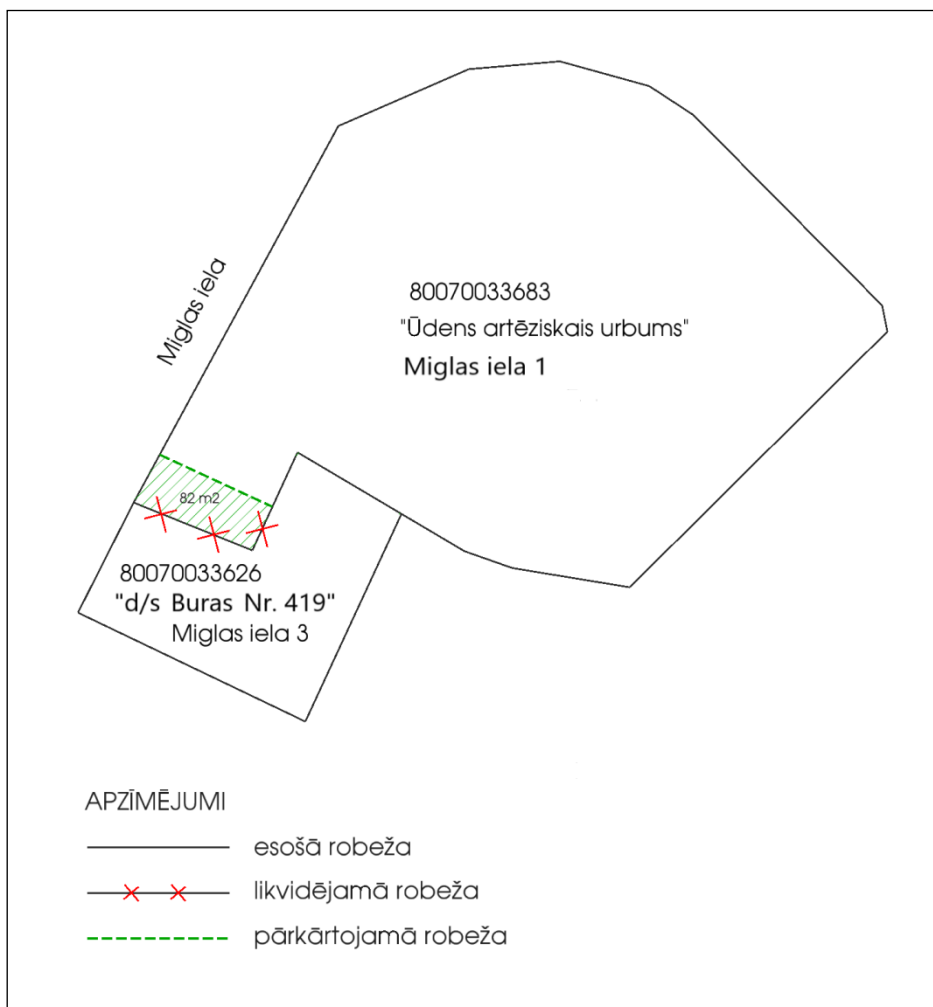 Miglas iela
80070033683
"Ūdens artēziskais urbums"
Miglas iela 1
82 m2
80070033626
"d/s Buras Nr. 419"
Miglas iela 3
APZĪMĒJUMI
esošā robeža
likvidējamā robeža
pārkārtojamā robeža